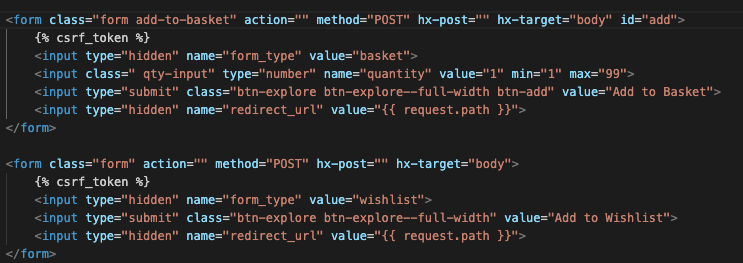 <form class="form add-to-basket" action="" method="POST" hx-post="" hx-target="body" id="add">
{% csrf_token %}
<input type="hidden" name="form_type" value="basket">
<input class=" qty-input" type="number" name="quantity" value="1" min="1" max="99">
<input type="submit" class="btn-explore btn-explore--full-width btn-add" value="Add to Basket">
<input type="hidden" name="redirect_url" value="{{ request.path }}">
</form>
<form class="form" action="" method="POST" hx-post="" hx-target="body">
{% csrf_token %}
<input type="hidden" name="form_type" value="wishlist">
<input type="submit" class="btn-explore btn-explore--full-width" value="Add to Wishlist">
<input type="hidden" name="redirect_url" value="{{ request.path }}">
</form>